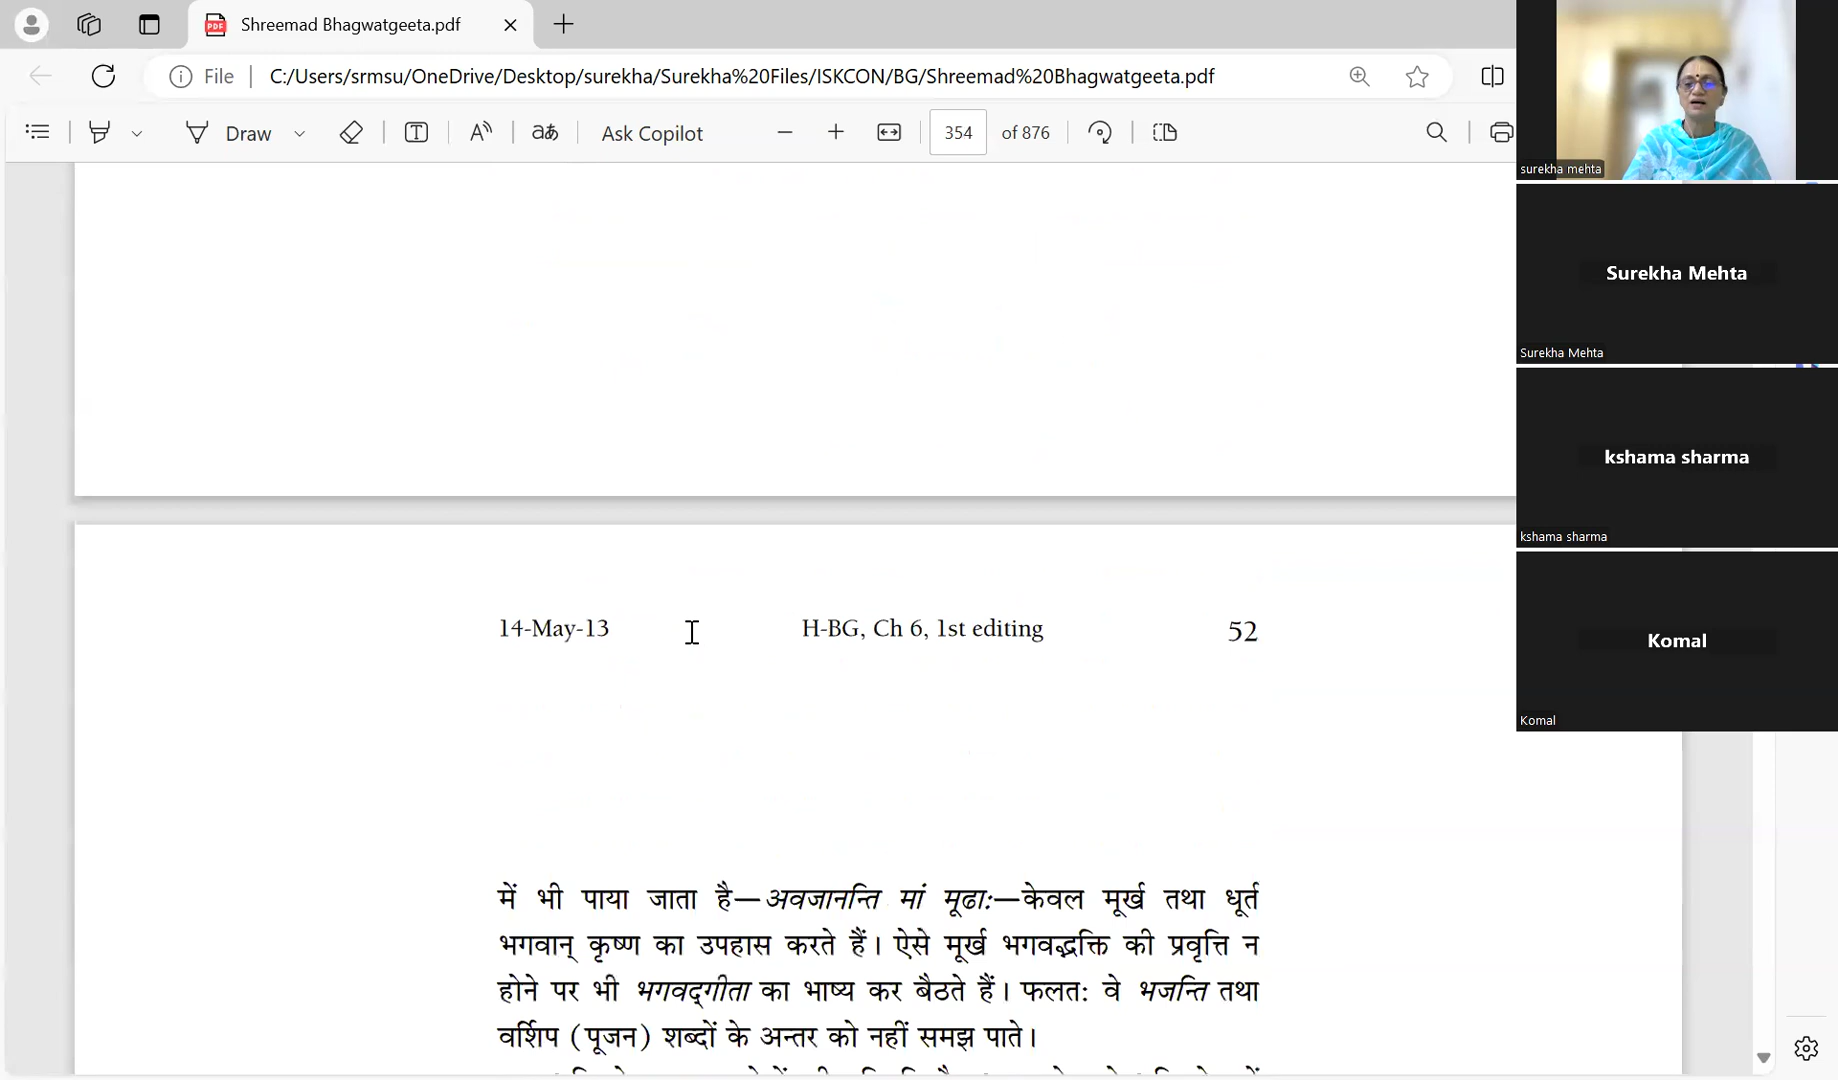 Shreemad Bhagwatgeeta.pdf
File
C:/Users/srmsu/OneDrive/Desktop/surekha/Surekha%20Files/ISKCON/BG/Shreemad%20Bhagwatgeeta.pdf
Draw
Ask Copilot
354 of 876
surekha mehta
Surekha Mehta
Surekha Mehta
kshama sharma
kshama sharma
Komal
Komal
14-May-13 H-BG, Ch 6, 1st editing 52
में भी पाया जाता है—अवजानन्ति मां मूढाः—केवल मूर्ख तथा धूर्त
भगवान् कृष्ण का उपहास करते हैं। ऐसे मूर्ख भगवद्भक्ति की प्रवृत्ति न
होने पर भी भगवद्गीता का भाष्य कर बैठते हैं। फलतः वे भजन्ति तथा
वर्शिप (पूजन) शब्दों के अन्तर को नहीं समझ पाते।